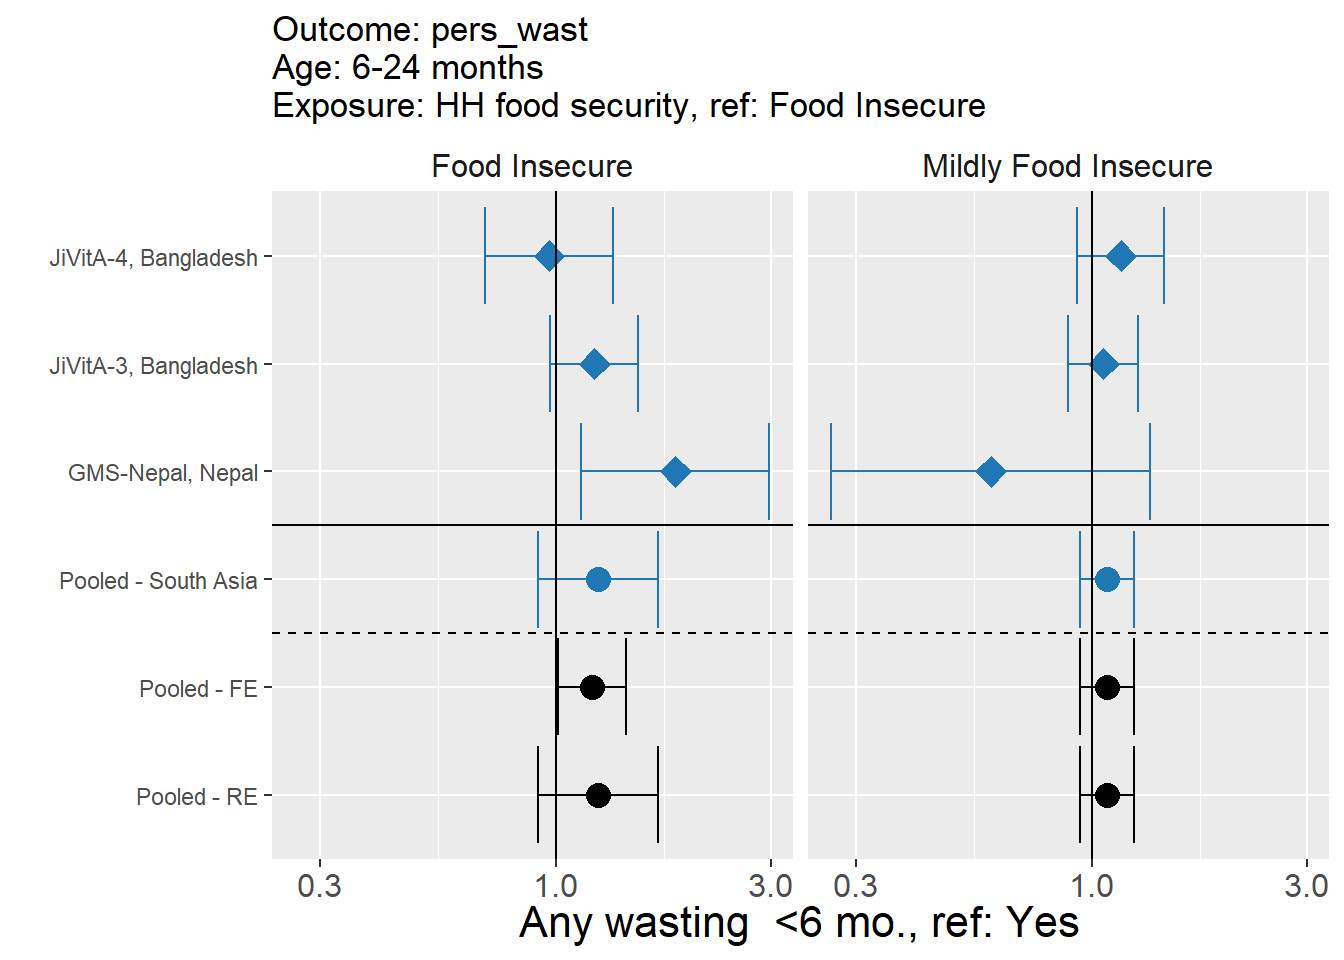 Outcome: pers_wast
Age: 6-24 months
Exposure: HH food security, ref: Food Insecure
Food Insecure
Mildly Food Insecure
JiVitA-4, Bangladesh
JiVitA-3, Bangladesh
GMS-Nepal, Nepal
Pooled - South Asia
Pooled - FE
Pooled - RE
0.3 1.0 3.0 0.3 1.0 3.0
Any wasting  <6 mo., ref: Yes